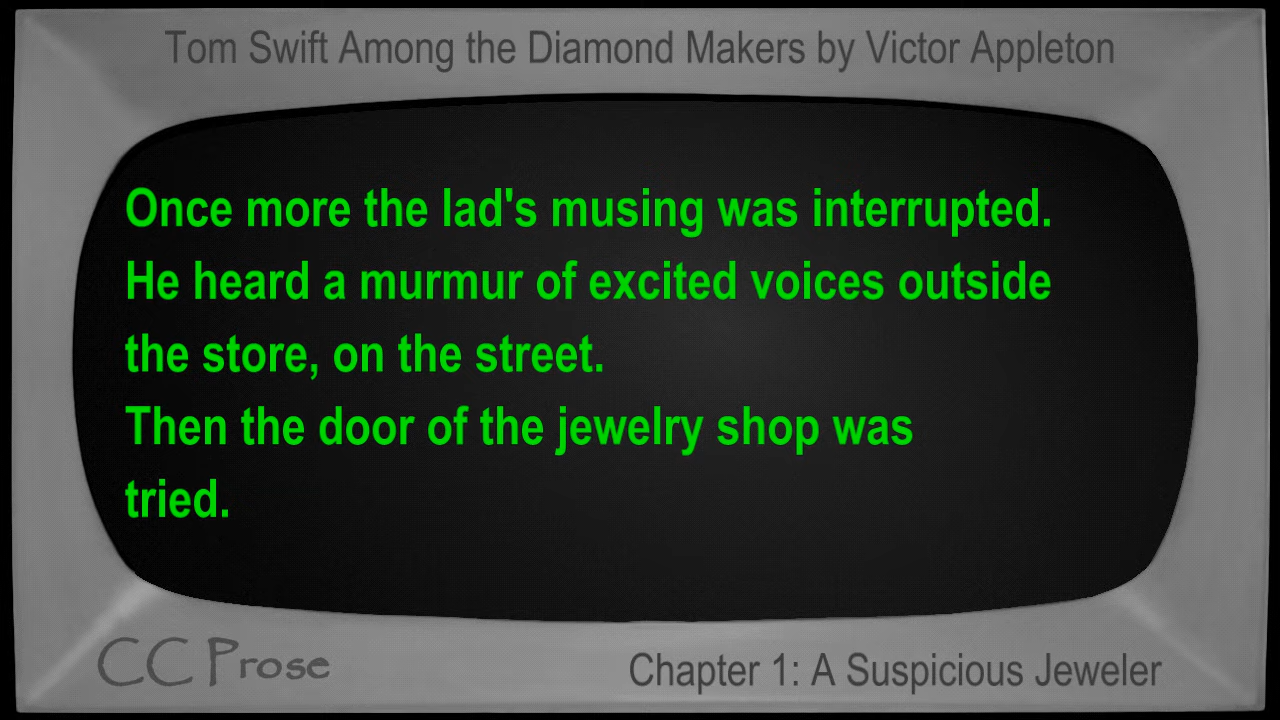 Tom Swift Among the Diamond Makers by Victor Appleton
Once more the lad's musing was interrupted.
He heard a murmur of excited voices outside
the store, on the street.
Then the door of the jewelry shop was
tried.
CC Prose
Chapter 1: A Suspicious Jeweler